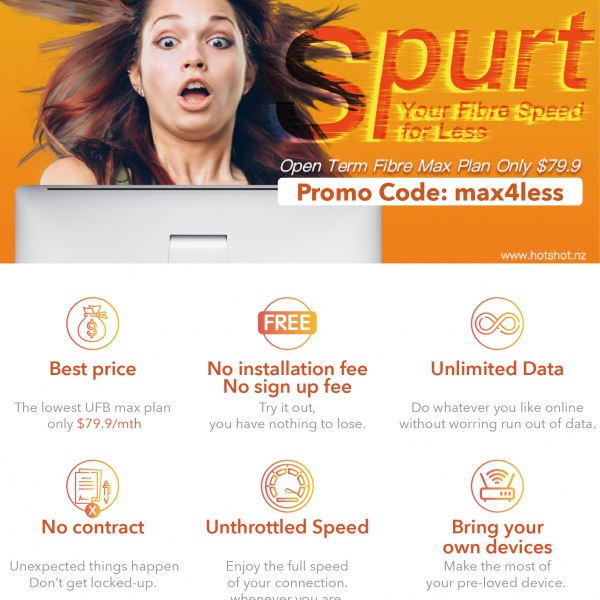 Spurt
Your Fibre Speed
for Less
Open Term Fibre Max Plan Only $79.9
Promo Code: max4less
www.hotshot.nz
FREE
Best price
No installation fee
No sign up fee
Unlimited Data
The lowest UFB max plan
only $79.9/mth
Try it out,
you have nothing to lose.
Do whatever you like online
without worring run out of data.
$
X
No contract
Unthrottled Speed
Bring your
own devices
Unexpected things happen
Don't get locked-up.
Enjoy the full speed
of your connection.
whenever you are
Make the most of
your pre-loved device.